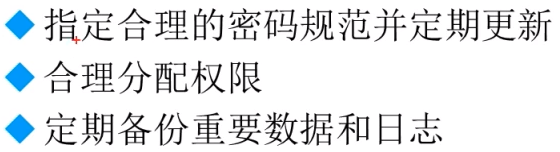 指定合理的密码规范并定期更新
合理分配权限
定期备份重要数据和日志